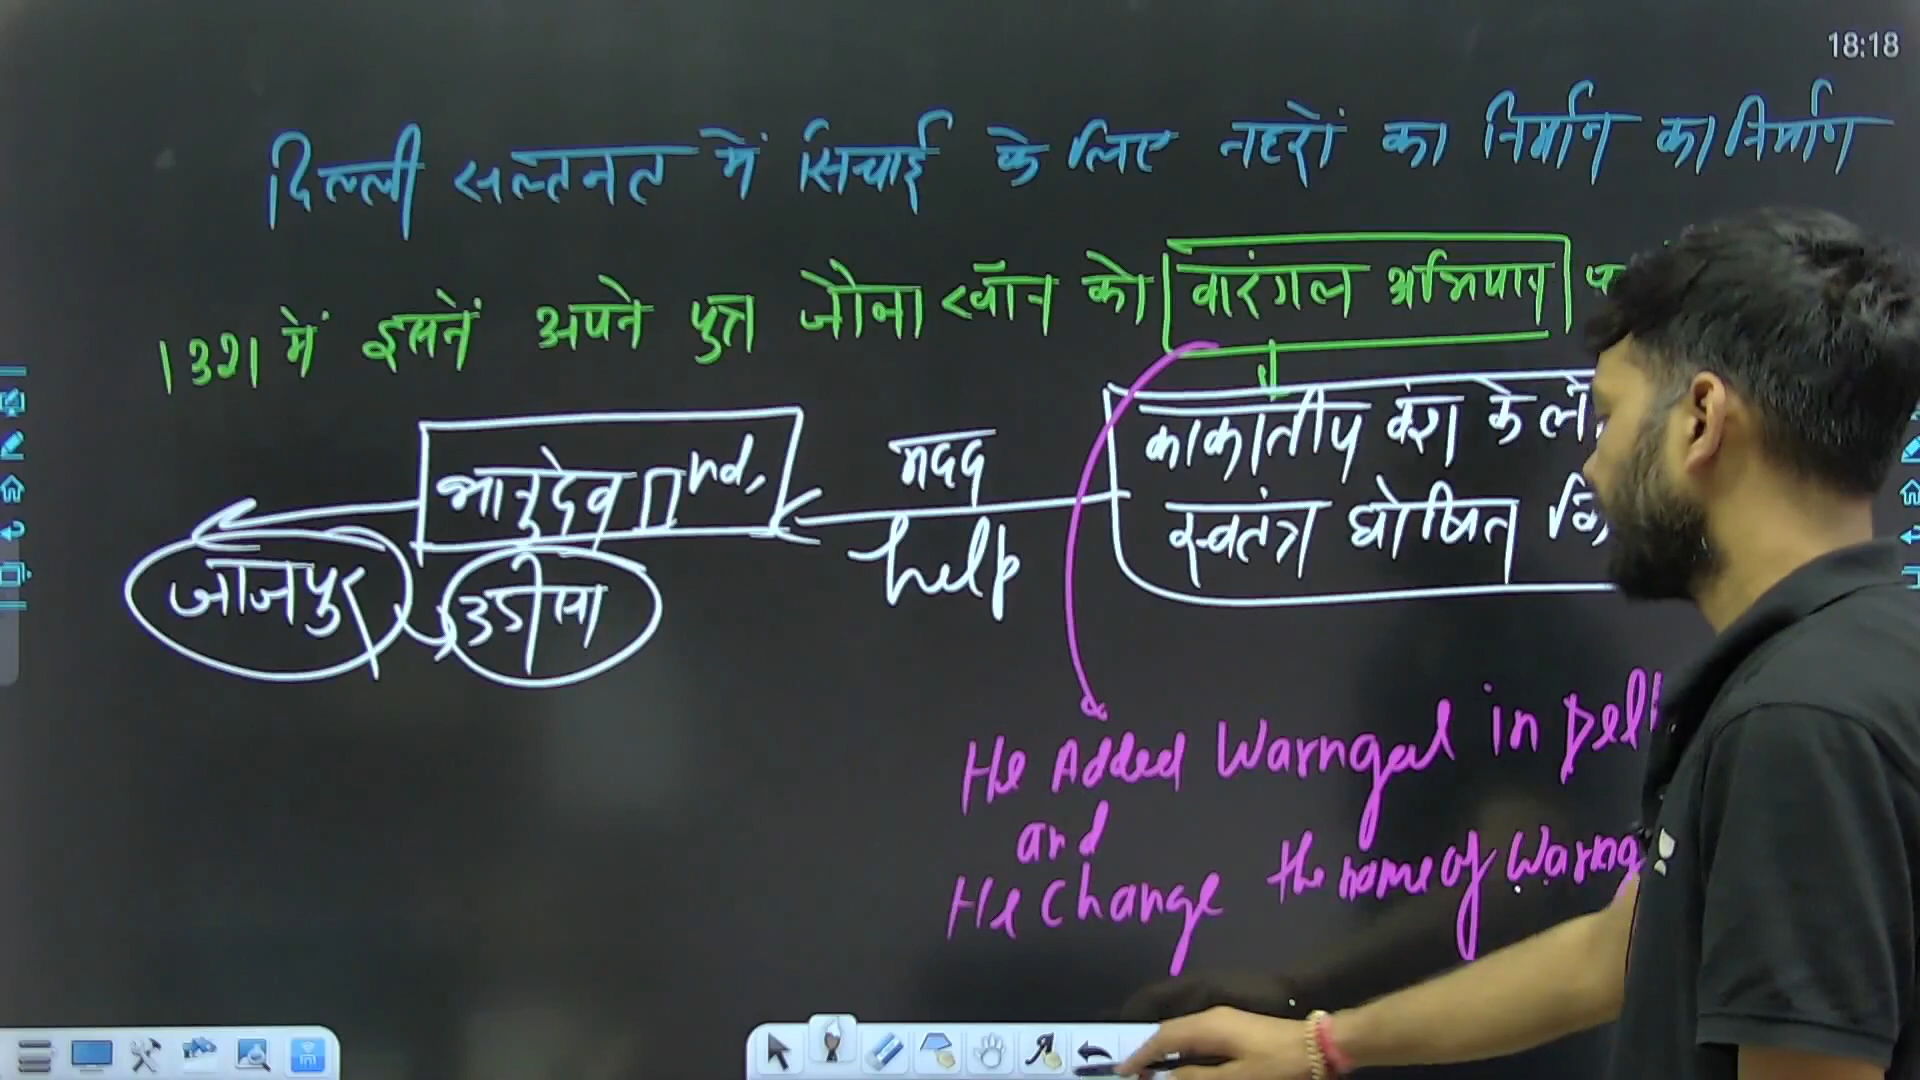 18:18
दिल्ली सल्तनत में सिचाई के लिए नहरों का निर्माण का निर्माण
1321 में इसनें अपने पुत्र जौना खॉन को वारंगल अभियान
काकातीय वंश के
स्वतंत्र घोषित
मदद
help
भानुदेव IInd,
जाजपुर
उडीसा
He Added Warngal in
and
He Change the name of